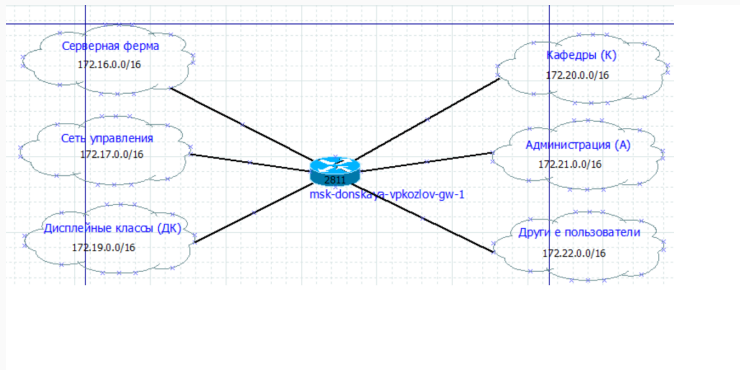 Серверная ферма
172.16.0.0/16
Сеть управления
172.17.0.0/16
Дисплейные классы (ДК)
172.19.0.0/16
2811
msk-donskaya-vpkozlov-gw-1
Кафедры (К)
172.20.0.0/16
Администрация (А)
172.21.0.0/16
Други е пользователи
172.22.0.0/16